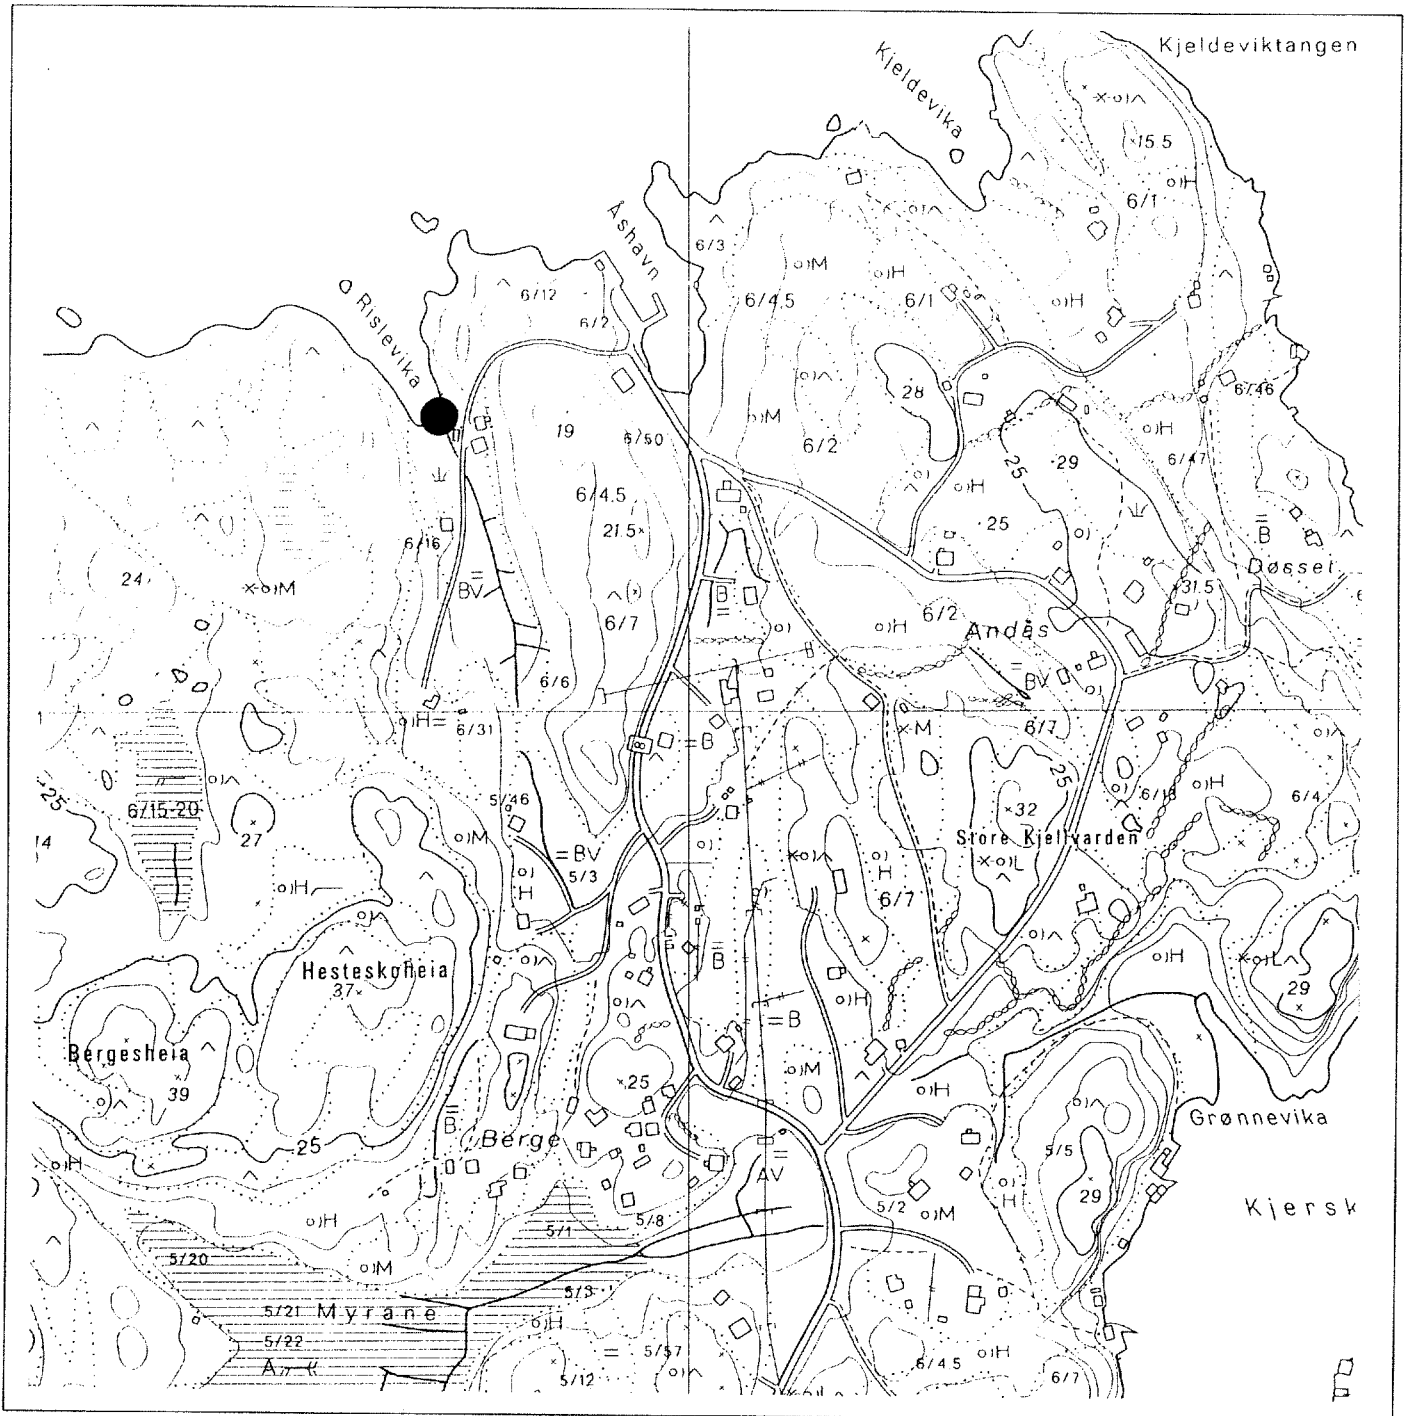 Kjeldeviktangen
Kjeldevika
15.5
H
6/1
Åshavn
6/3
M
H
6/12
6/4.5
6/1
H
6/2
Rislevika
28
6/46
19
6/50
M
6/2
H
25
29
6/47
6/4.5
H
21.5
25
B
6/16
Døsset
24
M
BV
B
31.5
6/7
H
6/2
Andås
6/6
BV
H
6/31
M
6/7
B
25
H
25
5/46
6/18
6/4
6/15-20
32
27
M
Store Kjellvarden
14
BV
5/3
L
H
H
H
6/7
Hesteskoheia
37
B
H
L
29
H
B
Bergesheia
39
25
M
H
Grønnevika
B
Berge
25
5/5
H
AV
29
H
5/2
M
Kjersk
H
5/1
5/8
5/20
M
5/3
5/21
Myrane
5/22
H
5/57
H
A
5/12
6/4.5
6/7